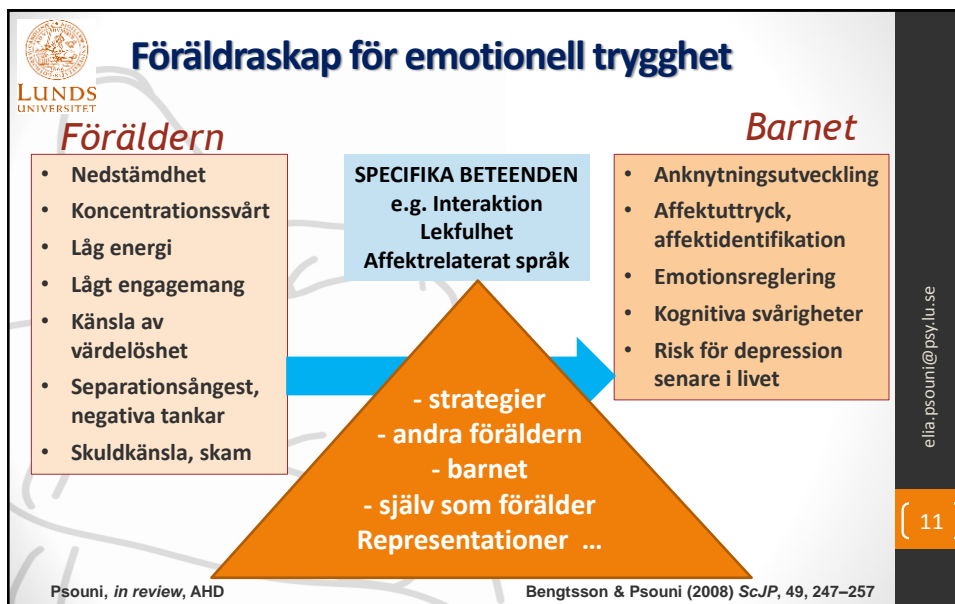 Föräldraskap för emotionell trygghet
LUNDS
UNIVERSITET
Föräldern
• Nedstämdhet
• Koncentrationssvårt
• Låg energi
• Lågt engagemang
• Känsla av
värdelöshet
• Separationsångest,
negativa tankar
• Skuldkänsla, skam
SPECIFIKA BETEENDEN
e.g. Interaktion
Lekfulhet
Affektrelaterat språk
- strategier
- andra föräldern
- barnet
- själv som förälder
Representationer ...
Barnet
• Anknytningsutveckling
• Affektuttryck,
affektidentifikation
• Emotionsreglering
• Kognitiva svårigheter
• Risk för depression
senare i livet
elia.psouni@psy.lu.se
11
Psouni, in review, AHD
Bengtsson & Psouni (2008) ScJP, 49, 247–257